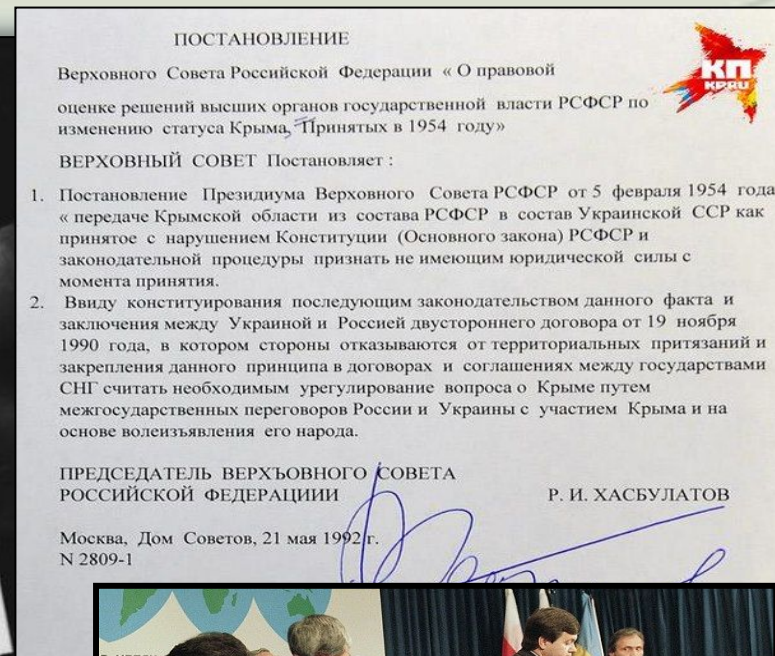 ПОСТАНОВЛЕНИЕ
Верховного Совета Российской Федерации « О правовой
оценке решений высших органов государственной власти РСФСР по
изменению статуса Крыма, Принятых в 1954 году»
КП
KP.RU
ВЕРХОВНЫЙ СОВЕТ Постановляет :
1. Постановление Президиума Верховного Совета РСФСР от 5 февраля 1954 года
« передаче Крымской области из состава РСФСР в состав Украинской ССР как
принятое с нарушением Конституции (Основного закона) РСФСР и
законодательной процедуры признать не имеющим юридической силы с
момента принятия.
2. Ввиду конституирования последующим законодательством данного факта и
заключения между Украиной и Россией двустороннего договора от 19 ноября
1990 года, в котором стороны отказываются от территориальных притязаний и
закрепления данного принципа в договорах и соглашениях между государствами
СНГ считать необходимым урегулирование вопроса о Крыме путем
межгосударственных переговоров России и Украины с участием Крыма и на
основе волеизъявления его народа.
ПРЕДСЕДАТЕЛЬ ВЕРХЪОВНОГО СОВЕТА
РОССИЙСКОЙ ФЕДЕРАЦИИИ Р. И. ХАСБУЛАТОВ
Москва, Дом Советов, 21 мая 1992 г.
N 2809-1